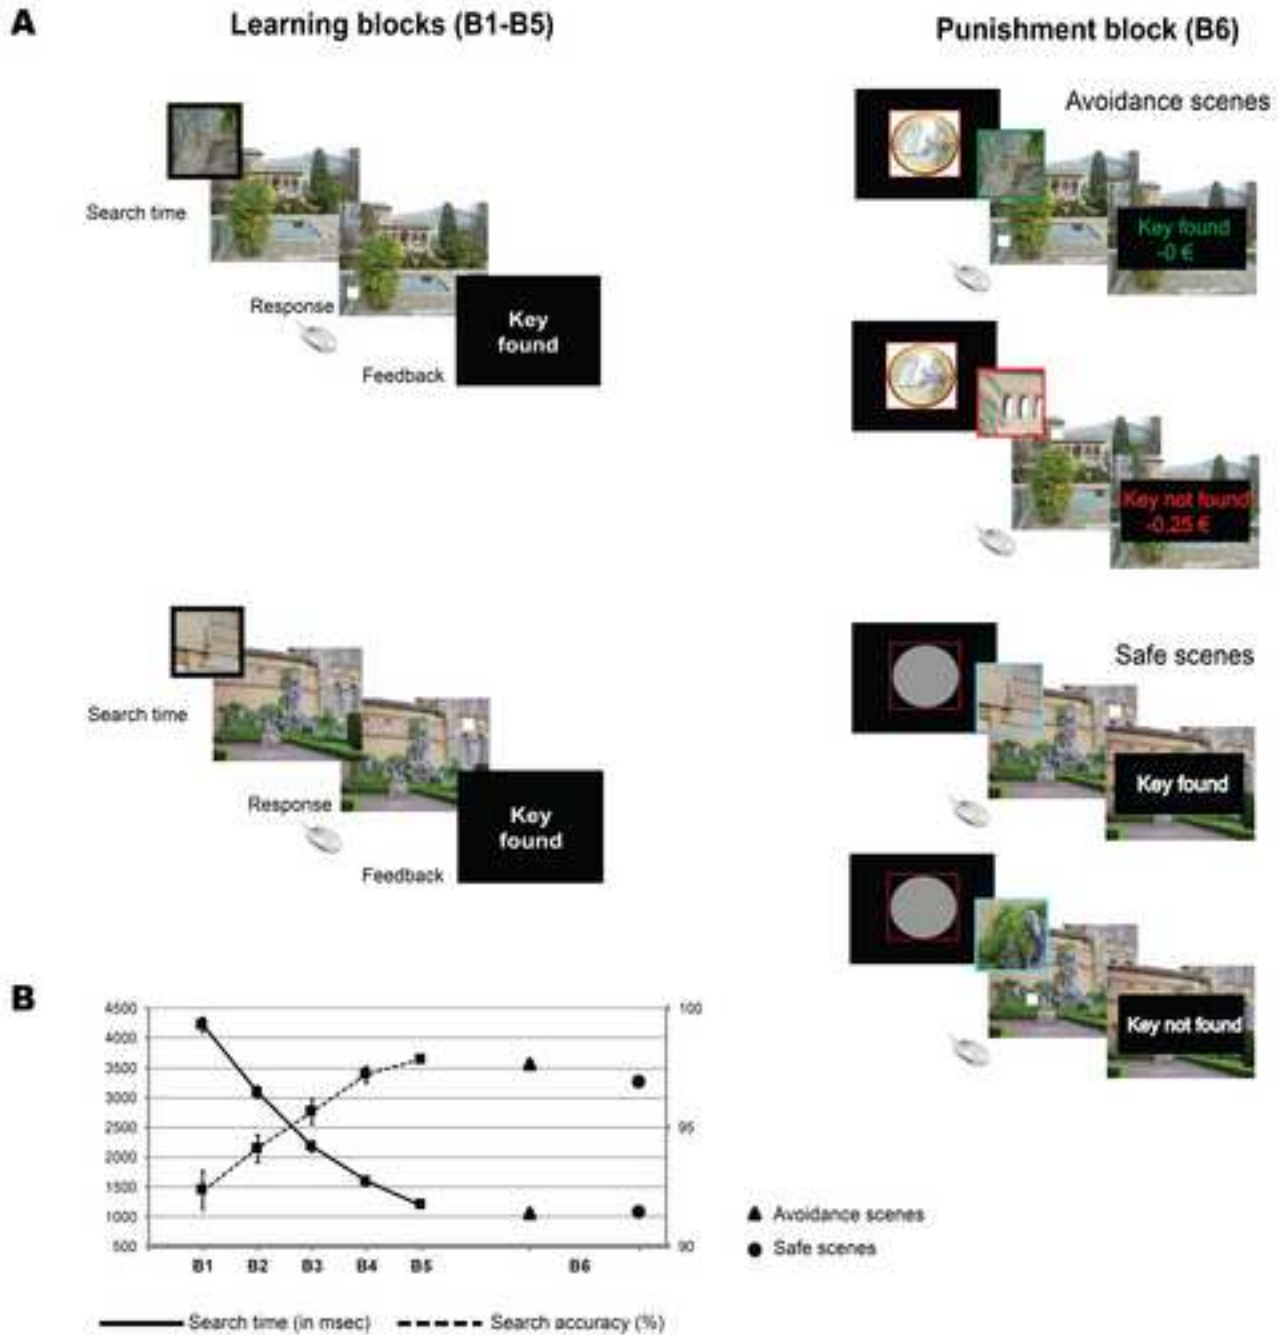 A
Learning blocks (B1-B5)
Punishment block (B6)
Avoidance scenes
Search time
Response
Key
found
Feedback
Key found
-0 €
Key not found
-0.25 €
Search time
Response
Key
found
Feedback
Safe scenes
Key found
Key not found
B
4500
4000
3500
3000
2500
2000
1500
1000
500
100
95
90
B1 B2 B3 B4 B5 B6
Avoidance scenes
Safe scenes
Search time (in msec) Search accuracy (%)